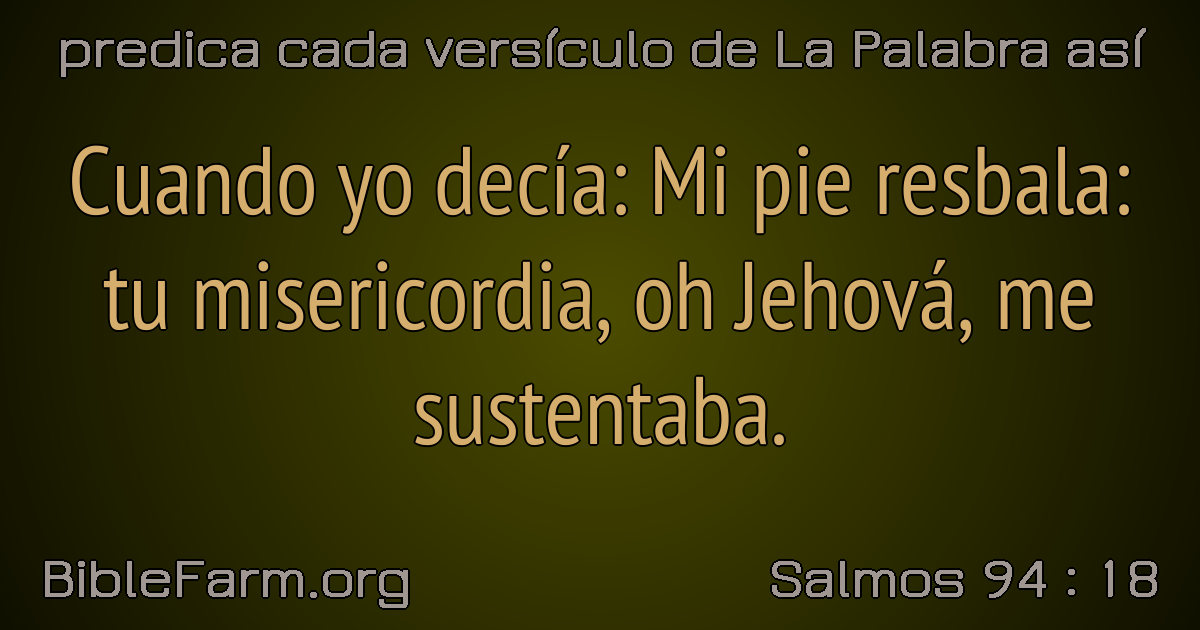 predica cada versículo de La Palabra así
Cuando yo decía: Mi pie resbala:
tu misericordia, oh Jehová, me
sustentaba.
BibleFarm.org
Salmos 94 : 18